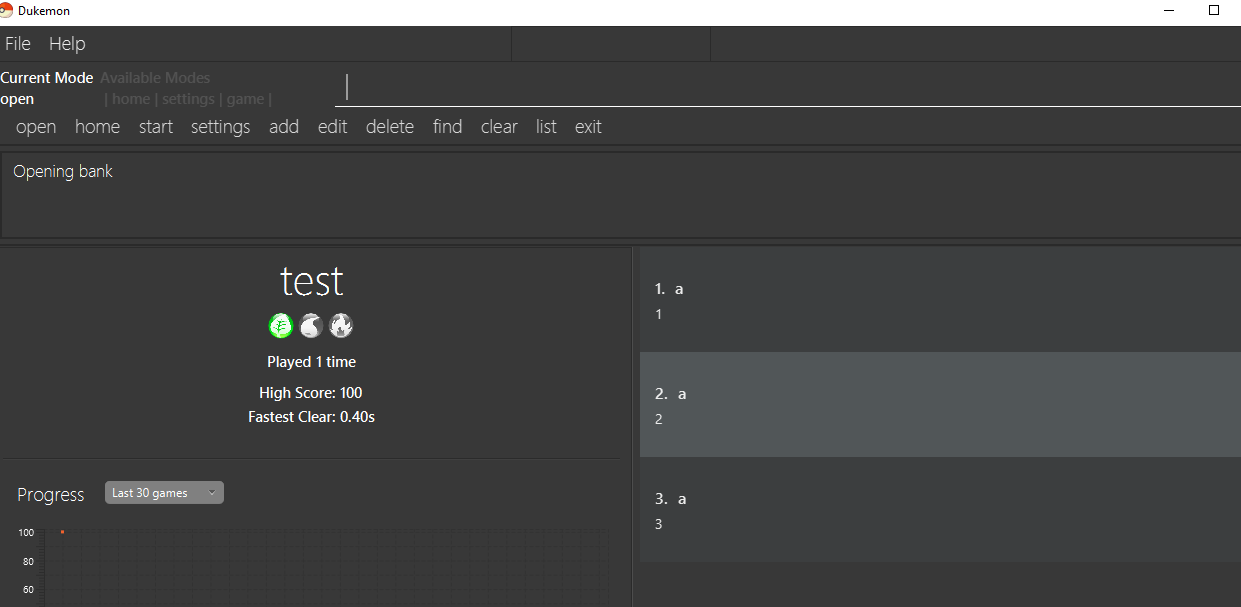 Dukemon
File Help
Current Mode Available Modes
open | home | settings | game |
open home start settings add edit delete find clear list exit
Opening bank
test
Played 1 time
High Score: 100
Fastest Clear: 0.40s
Progress Last 30 games
100
80
60
1. a
1
2. a
2
3. a
3